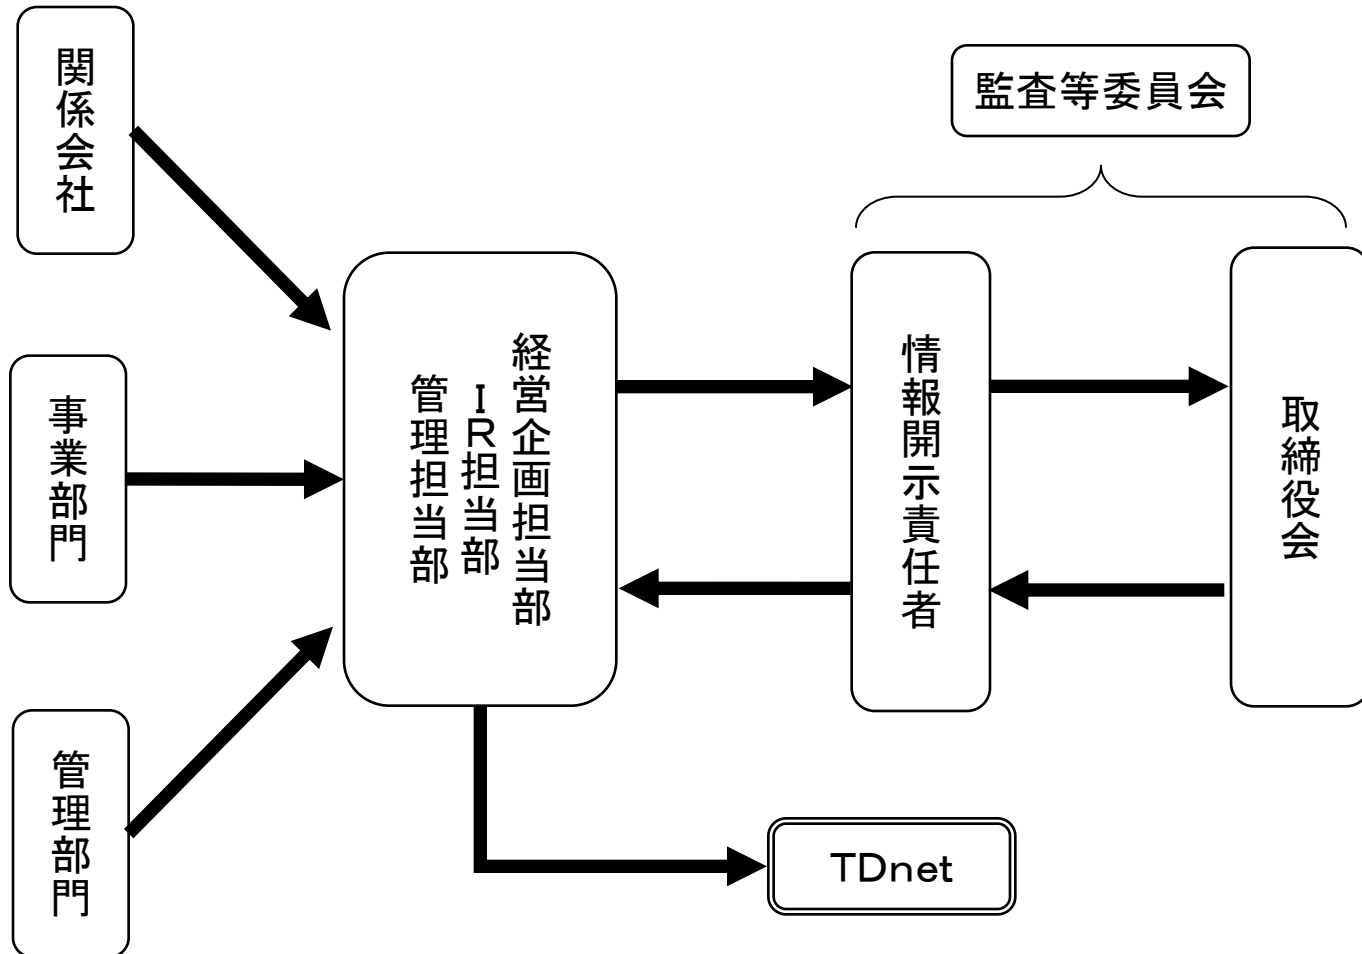 関係会社
監査等委員会
事業部門
経営企画担当部
IR担当部
管理担当部
情報開示責任者
取締役会
管理部門
TDnet